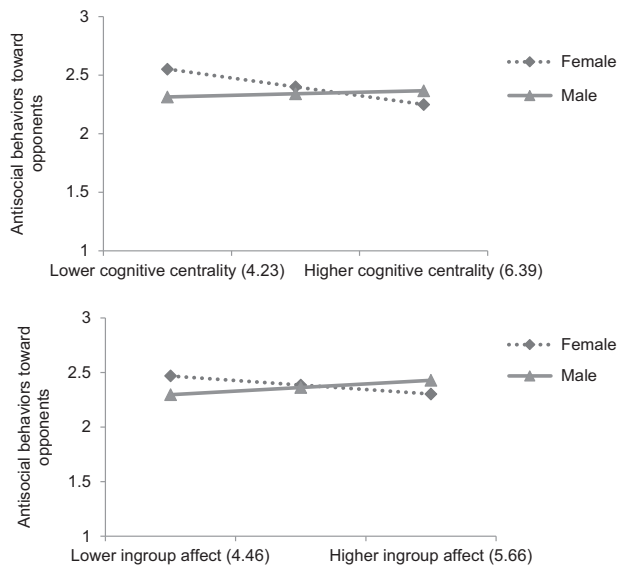 3
2.5
2
1.5
1
Antisocial behaviors toward
opponents
Lower cognitive centrality (4.23) Higher cognitive centrality (6.39)
Female
Male
3
2.5
2
1.5
1
Antisocial behaviors toward
opponents
Lower ingroup affect (4.46) Higher ingroup affect (5.66)
Female
Male